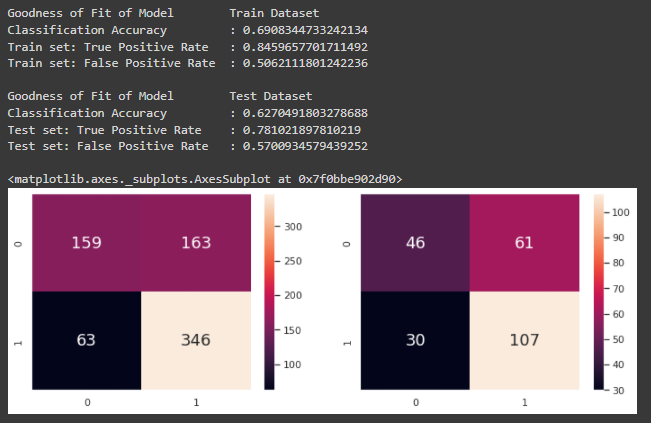 Goodness of Fit of Model        Train Dataset
Classification Accuracy         : 0.6908344733242134
Train set: True Positive Rate   : 0.8459657701711492
Train set: False Positive Rate  : 0.5062111801242236
Goodness of Fit of Model        Test Dataset
Classification Accuracy         : 0.6270491803278688
Test set: True Positive Rate    : 0.781021897810219
Test set: False Positive Rate   : 0.5700934579439252
<matplotlib.axes._subplots.AxesSubplot at 0x7f0bbe902d90>
0 159 163
1 63 346
0 1
300
250
200
150
100
0 46 61
1 30 107
0 1
100
90
80
70
60
50
40
30